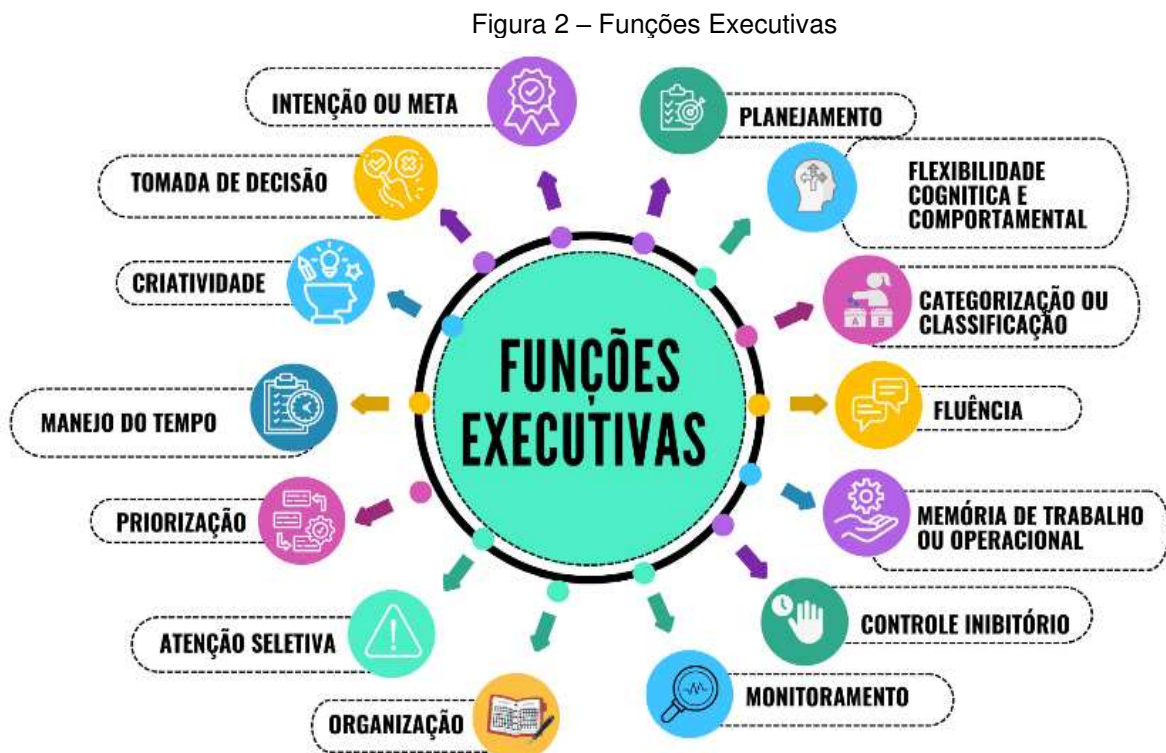 Figura 2 – Funções Executivas
INTENÇÃO OU META
PLANEJAMENTO
TOMADA DE DECISÃO
FLEXIBILIDADE
COGNITICA E
COMPORTAMENTAL
CRIATIVIDADE
CATEGORIZAÇÃO OU
CLASSIFICAÇÃO
FUNÇÕES
EXECUTIVAS
MANEJO DO TEMPO
FLUÊNCIA
PRIORIZAÇÃO
MEMÓRIA DE TRABALHO
OU OPERACIONAL
ATENÇÃO SELETIVA
CONTROLE INIBITÓRIO
ORGANIZAÇÃO
MONITORAMENTO
A B